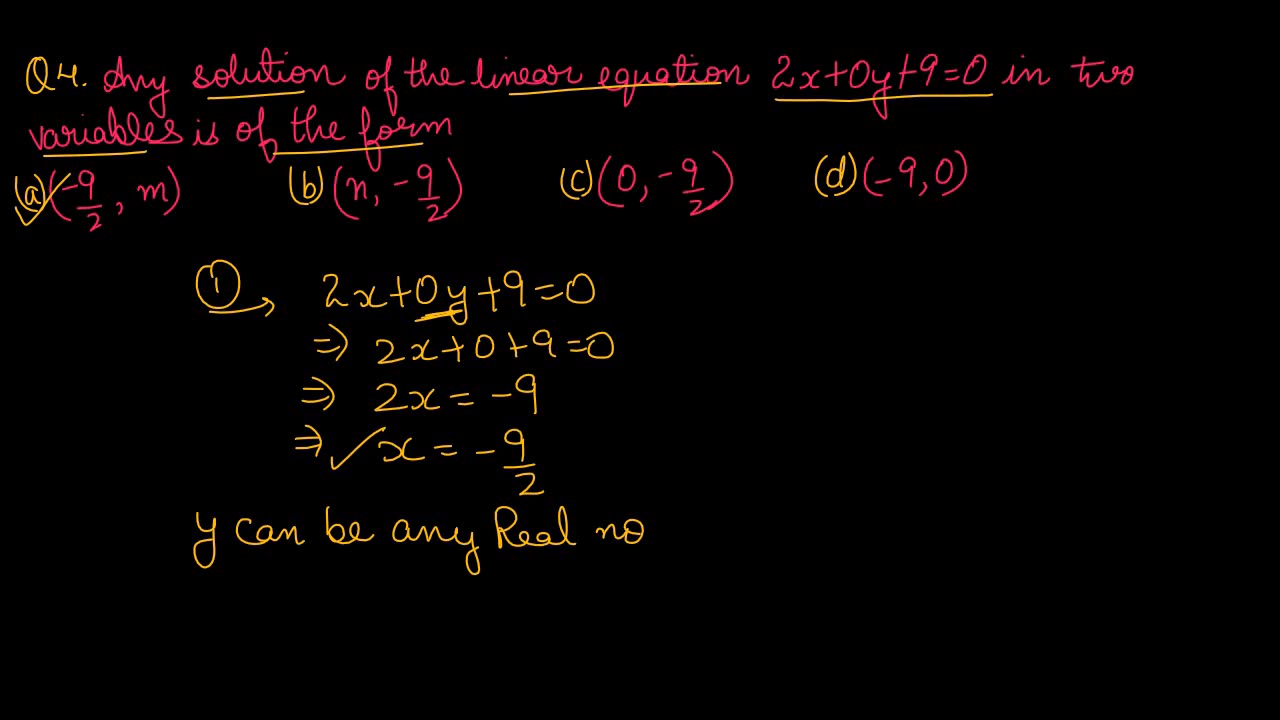 Q4. Any solution of the linear equation 2x+0y+9=0 in two
variables is of the form
(a) (-9/2, m) (b) (n, -9/2) (c) (0, -9/2) (d) (-9,0)
① → 2x+0y+9=0
⇒ 2x+0+9=0
⇒ 2x = -9
⇒ ✓x = -9/2
y can be any Real no